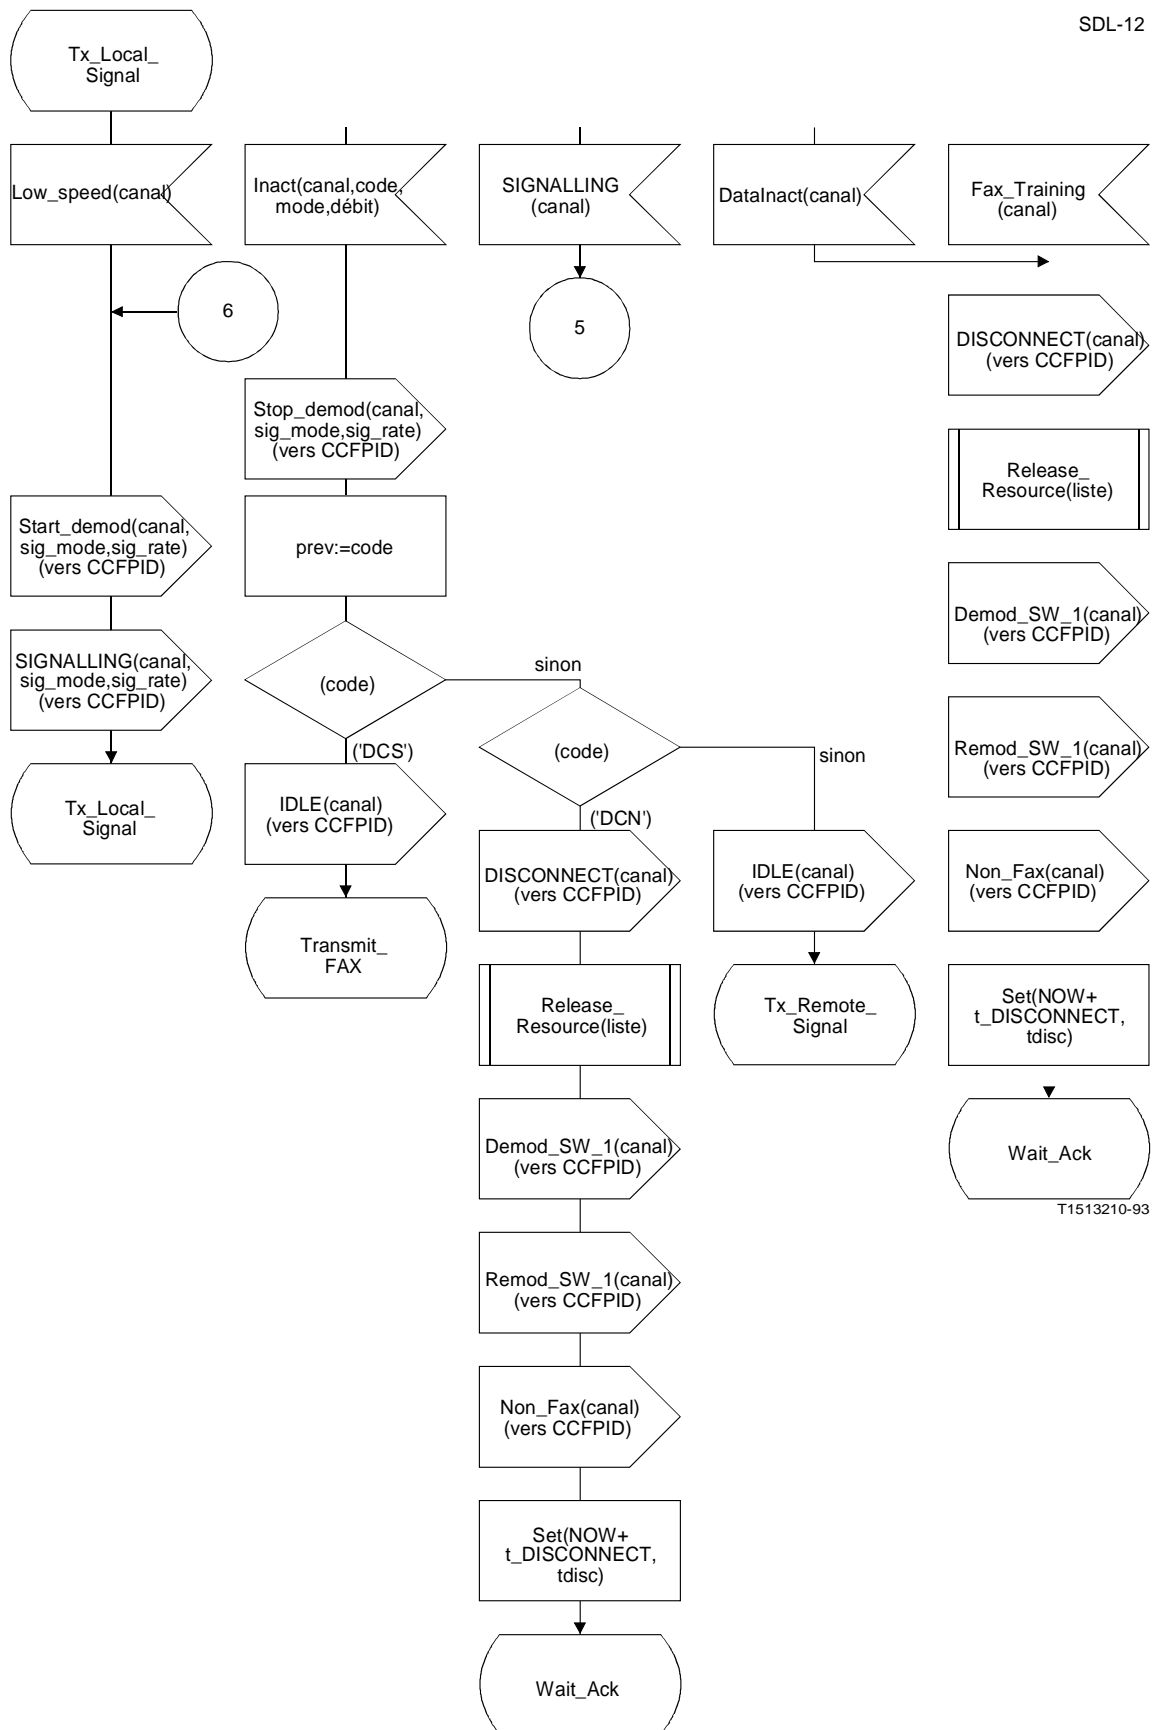 SDL-12
Tx_Local_
Signal
Low_speed(canal)
Inact(canal,code,
mode,débit)
SIGNALLING
(canal)
DataInact(canal)
Fax_Training
(canal)
6
5
DISCONNECT(canal)
(vers CCFPID)
Stop_demod(canal,
sig_mode,sig_rate)
(vers CCFPID)
Release_
Resource(liste)
Start_demod(canal,
sig_mode,sig_rate)
(vers CCFPID)
prev:=code
Demod_SW_1(canal)
(vers CCFPID)
SIGNALLING(canal,
sig_mode,sig_rate)
(vers CCFPID)
(code)
sinon
(code)
sinon
Remod_SW_1(canal)
(vers CCFPID)
('DCS')
Tx_Local_
Signal
IDLE(canal)
(vers CCFPID)
('DCN')
DISCONNECT(canal)
(vers CCFPID)
IDLE(canal)
(vers CCFPID)
Non_Fax(canal)
(vers CCFPID)
Transmit_
FAX
Release_
Resource(liste)
Tx_Remote_
Signal
Set(NOW+
t_DISCONNECT,
tdisc)
Demod_SW_1(canal)
(vers CCFPID)
Wait_Ack
T1513210-93
Remod_SW_1(canal)
(vers CCFPID)
Non_Fax(canal)
(vers CCFPID)
Set(NOW+
t_DISCONNECT,
tdisc)
Wait_Ack